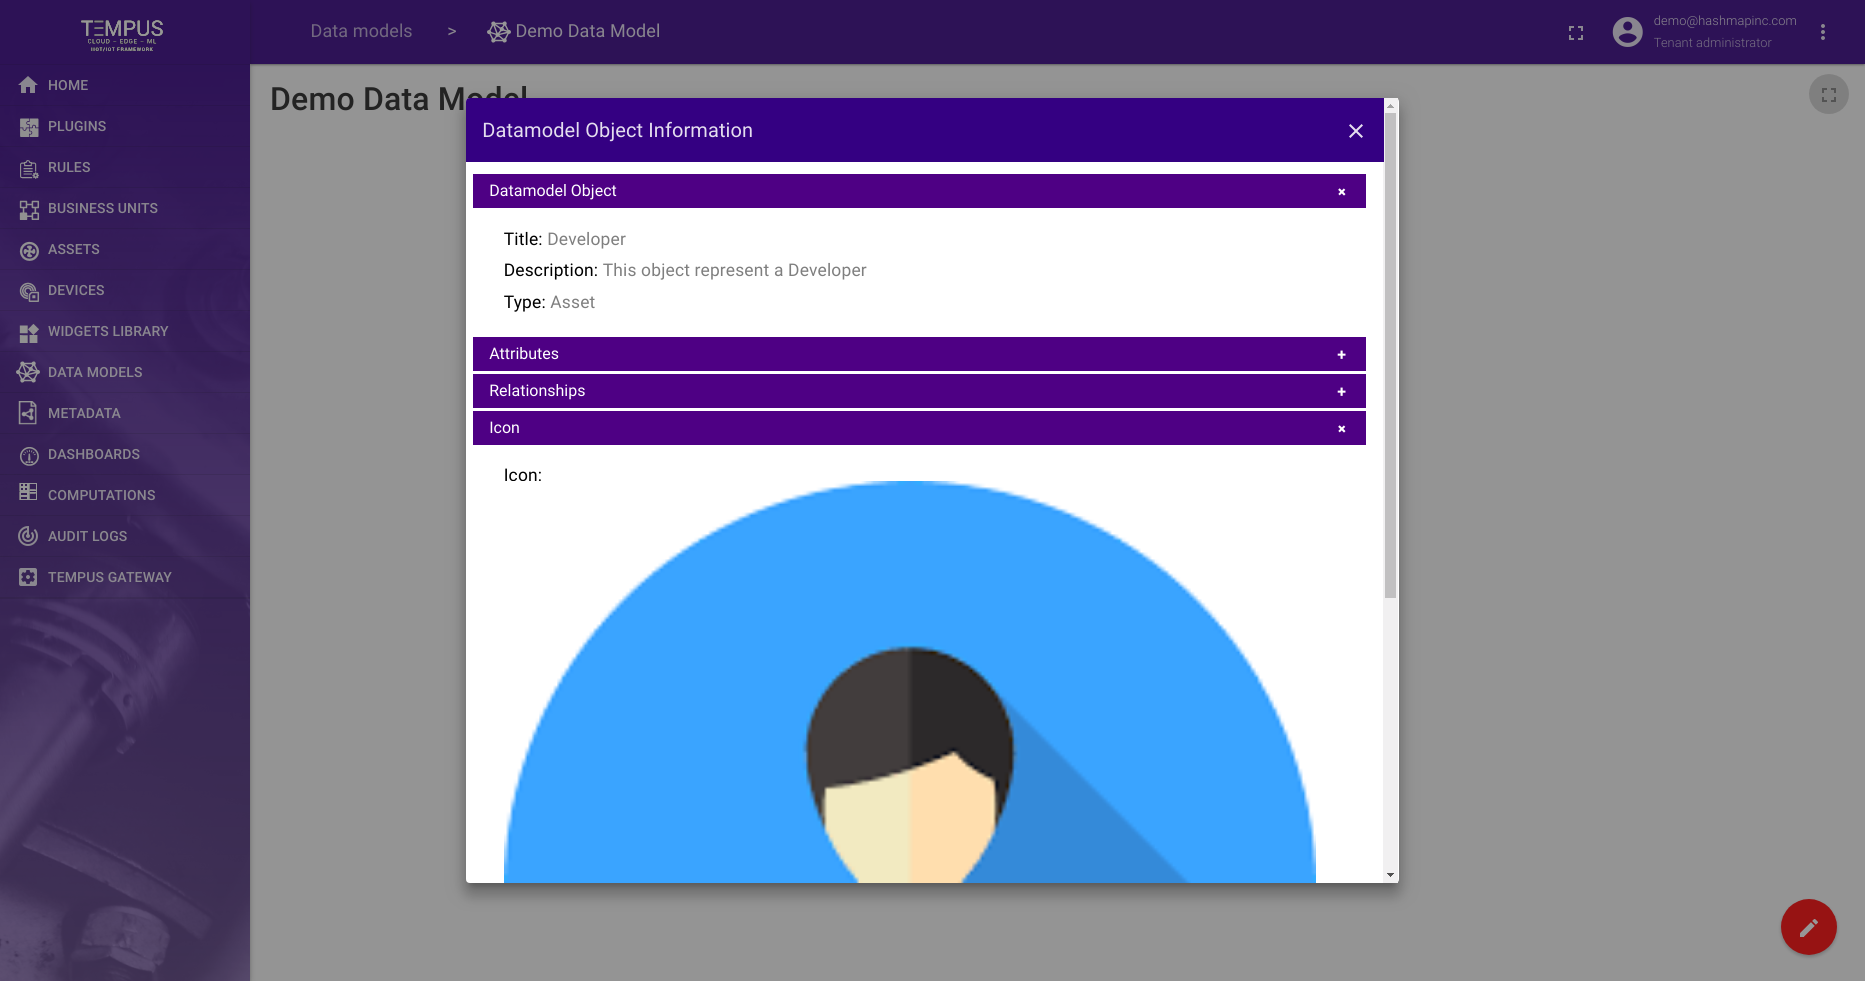 TEMPUS
CLOUD - EDGE - ML
IIOT/IOT FRAMEWORK
Data models > Demo Data Model
demo@hashmapinc.com
Tenant administrator
HOME
PLUGINS
RULES
BUSINESS UNITS
ASSETS
DEVICES
WIDGETS LIBRARY
DATA MODELS
METADATA
DASHBOARDS
COMPUTATIONS
AUDIT LOGS
TEMPUS GATEWAY
Demo Data Model
Datamodel Object Information
Datamodel Object
Title: Developer
Description: This object represent a Developer
Type: Asset
Attributes +
Relationships +
Icon
Icon: